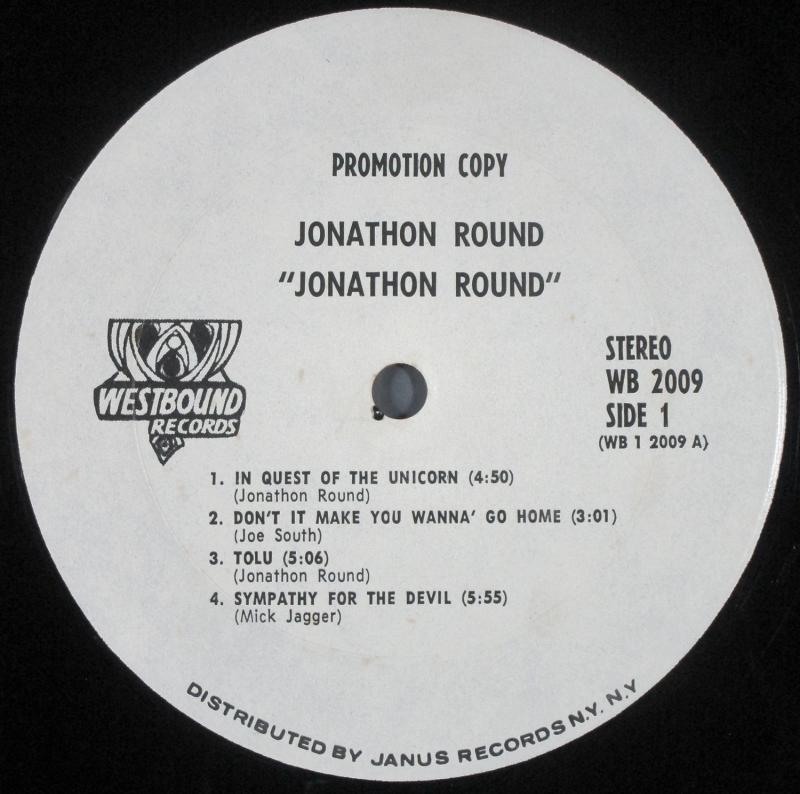 PROMOTION COPY
JONATHON ROUND
"JONATHON ROUND"
WESTBOUND
RECORDS
STEREO
WB 2009
SIDE 1
(WB 1 2009 A)
1. IN QUEST OF THE UNICORN (4:50)
(Jonathon Round)
2. DON'T IT MAKE YOU WANNA' GO HOME (3:01)
(Joe South)
3. TOLU (5:06)
(Jonathon Round)
4. SYMPATHY FOR THE DEVIL (5:55)
(Mick Jagger)
DISTRIBUTED BY JANUS RECORDS N.Y. N.Y